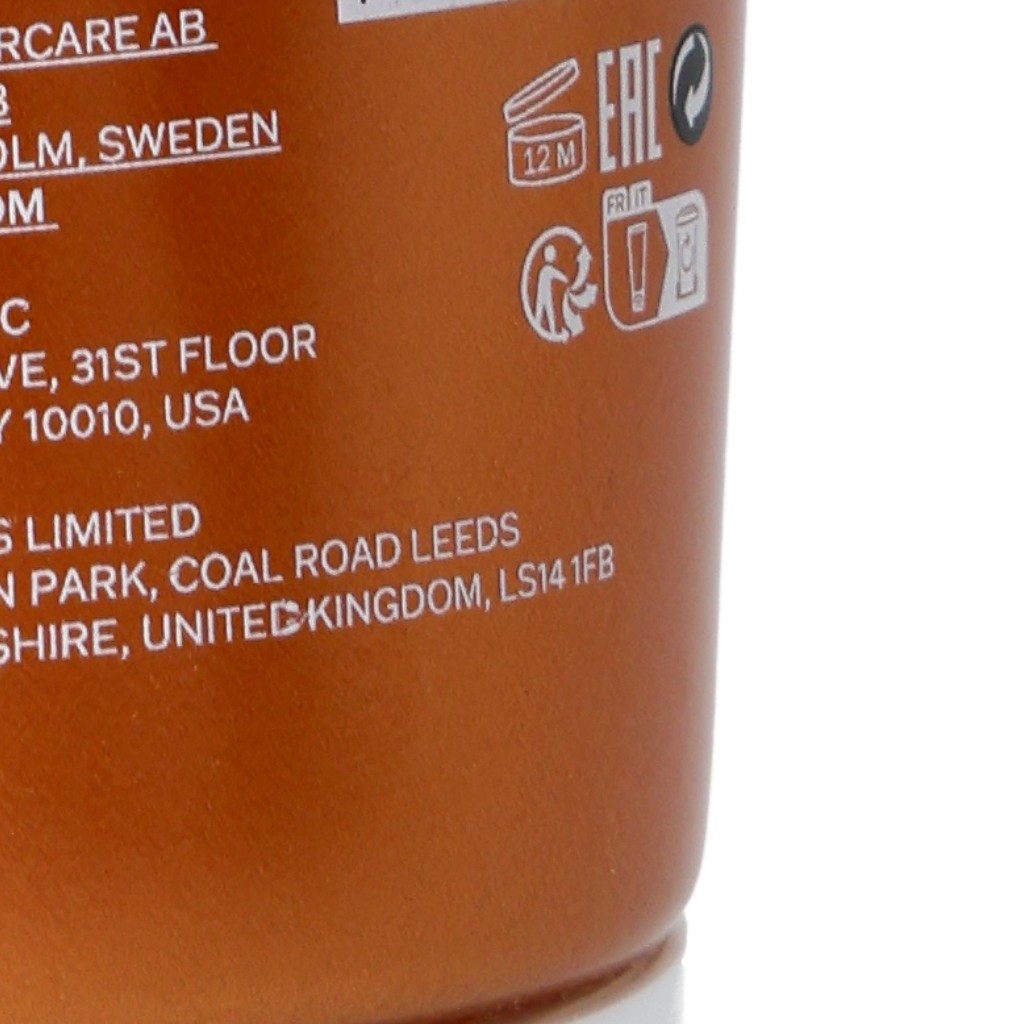 RCARE AB
B
OLM, SWEDEN
OM
12 M
EAC
FR IT
C
VE, 31ST FLOOR
Y 10010, USA
S LIMITED
N PARK, COAL ROAD LEEDS
SHIRE, UNITED KINGDOM, LS14 1FB